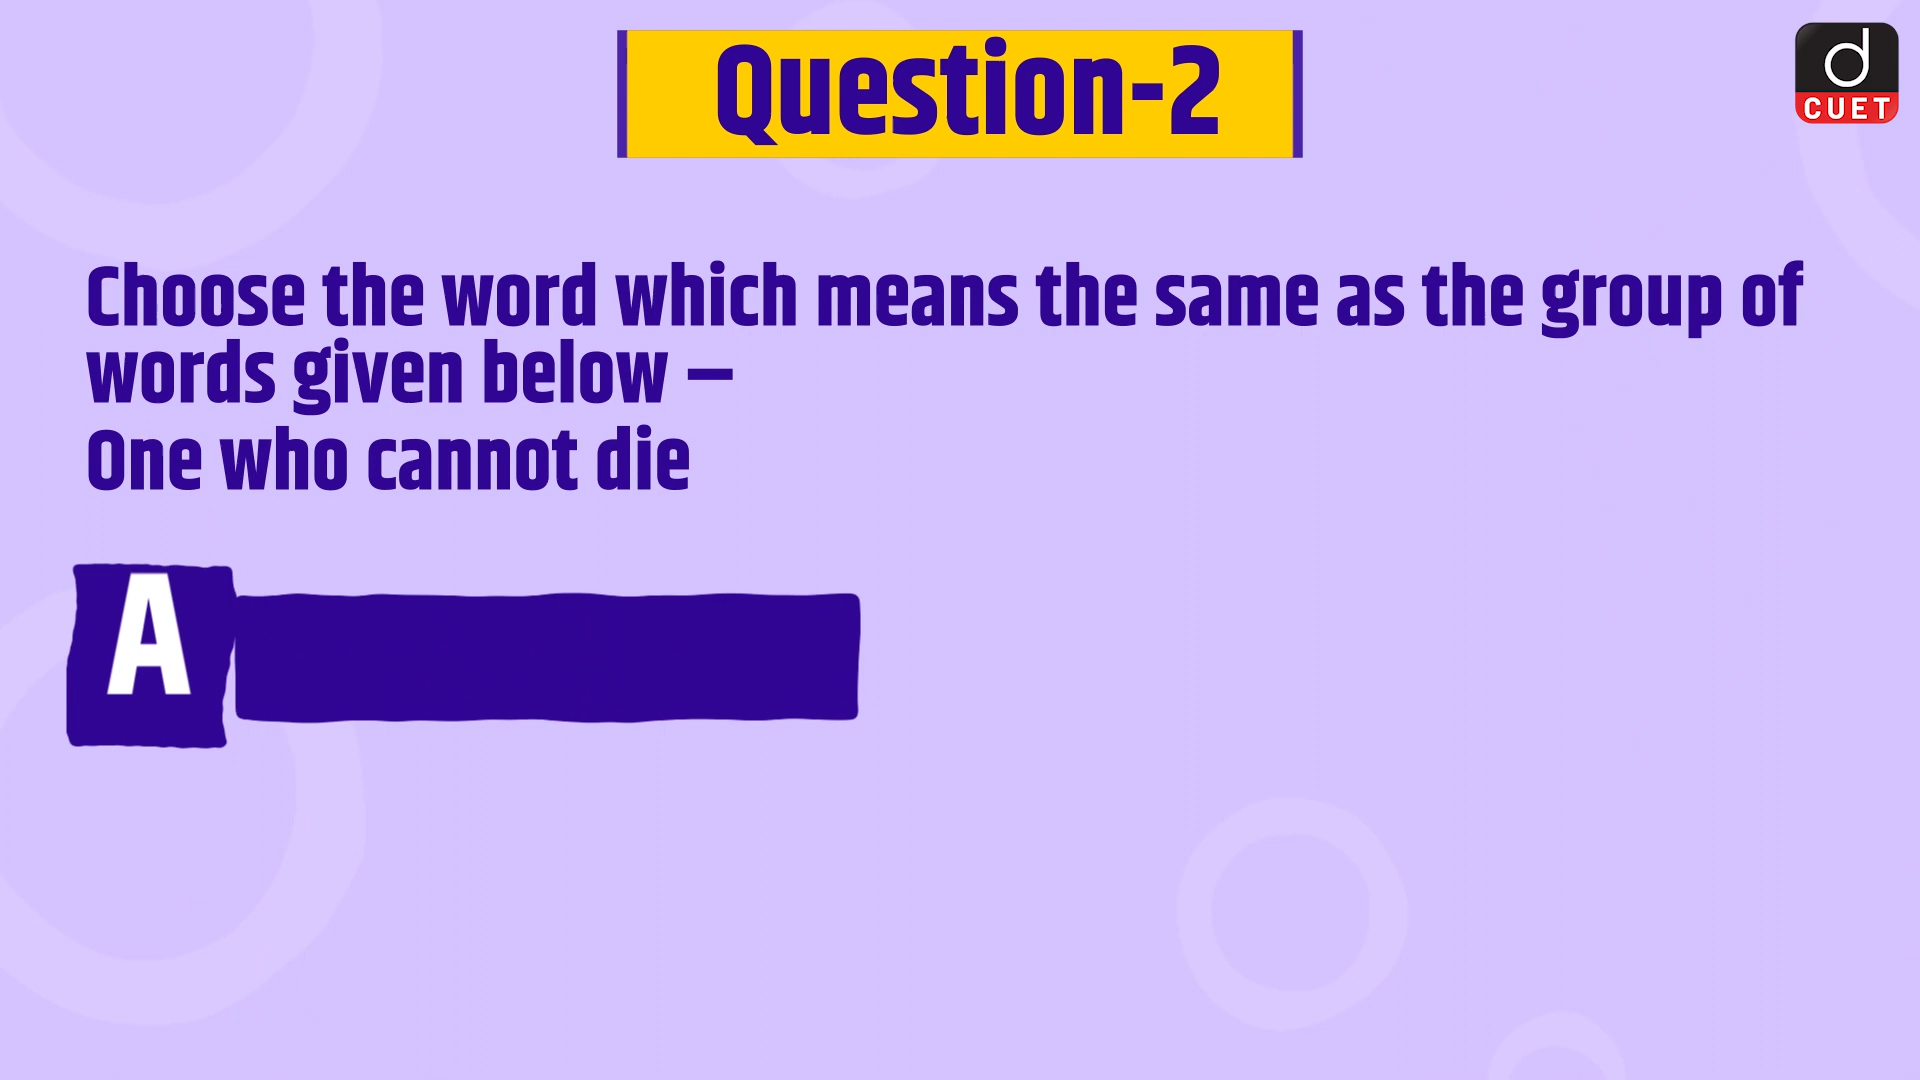 Question-2
d
CUET
Choose the word which means the same as the group of
words given below –
One who cannot die
A